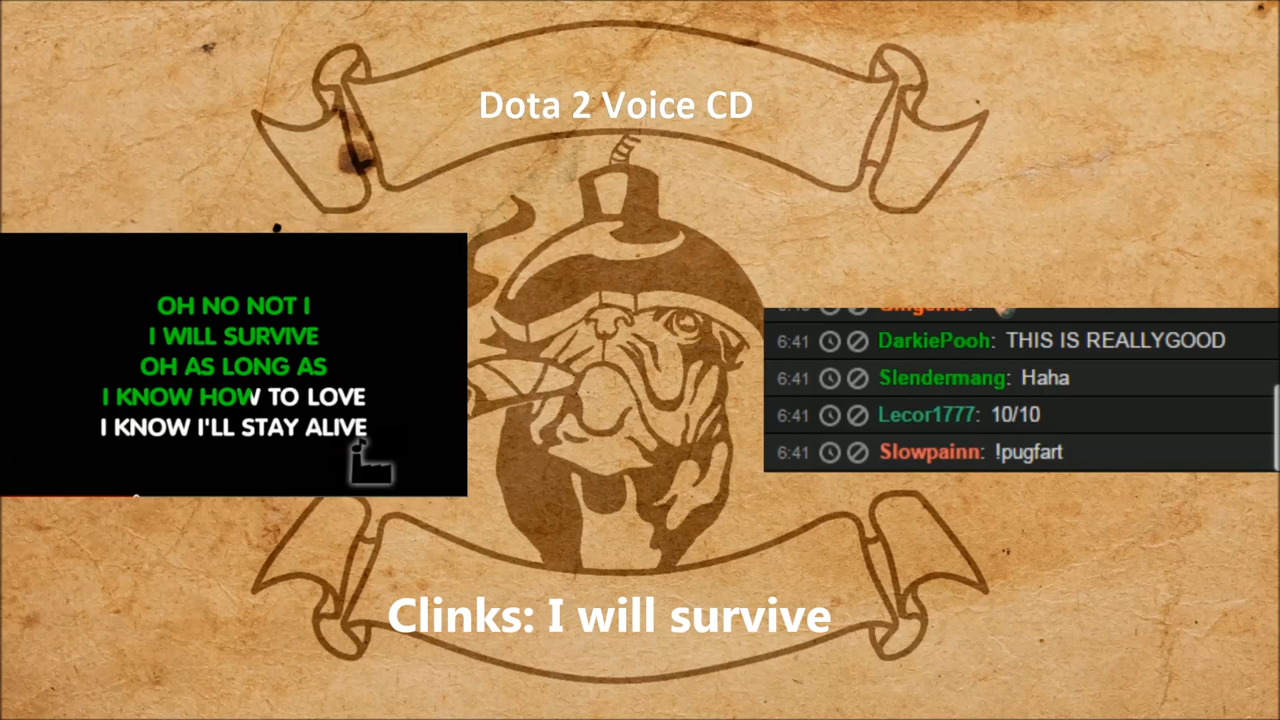 Dota 2 Voice CD
OH NO NOT I
I WILL SURVIVE
OH AS LONG AS
I KNOW HOW TO LOVE
I KNOW I'LL STAY ALIVE
6:41 DarkiePooh: THIS IS REALLYGOOD
6:41 Slendermang: Haha
6:41 Lecor1777: 10/10
6:41 Slowpainn: !pugfart
Clinks: I will survive